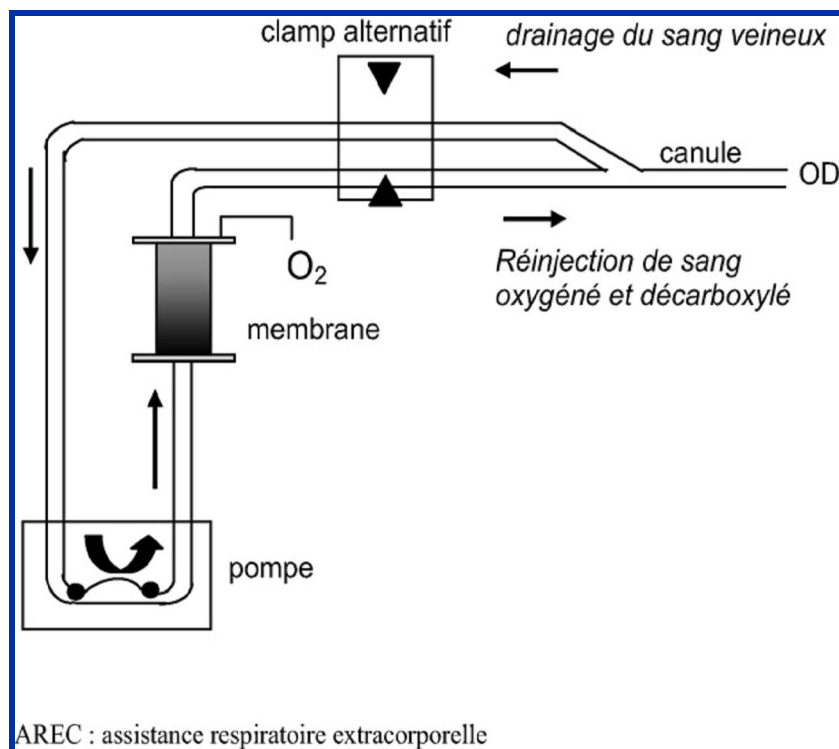 clamp alternatif
drainage du sang veineux
canule
OD
Réinjection de sang
oxygéné et décarboxylé
O₂
membrane
pompe
AREC : assistance respiratoire extracorporelle